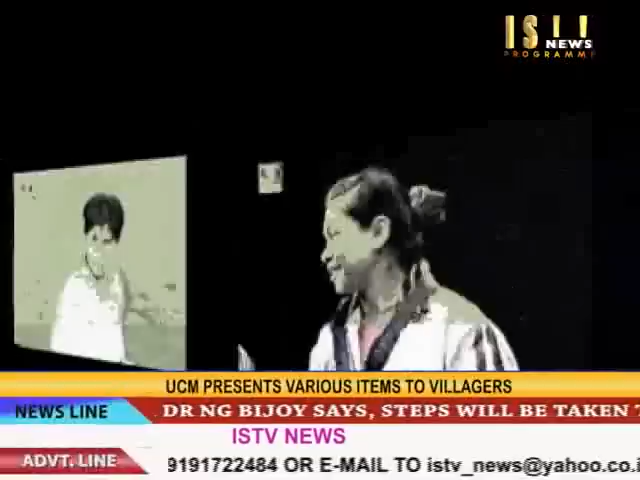 NEWS
PROGRAMME
UCM PRESENTS VARIOUS ITEMS TO VILLAGERS
NEWS LINE
DR NG BIJOY SAYS, STEPS WILL BE TAKEN
ISTV NEWS
ADVT. LINE
9191722484 OR E-MAIL TO istv_news@yahoo.co.i